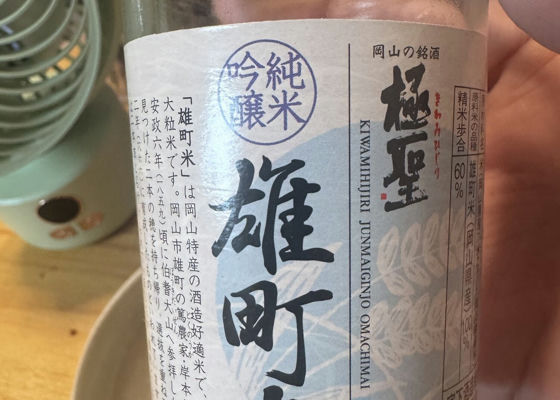 岡山の銘酒
極聖
きわみひじり
KIWAMIHIJIRI JUNMAIGINJO OMACHIMAI
精米歩合 60%
雄町米(岡山県産)100%
純米
吟醸
雄町
「雄町米」は岡山特産の酒造好適米で、
大粒米です。岡山市雄町の篤農家・岸本
安政六年(一八五九)頃に伯耆大山へ参拝し
見つけた二本の穂を持ち帰り、選抜を重ね